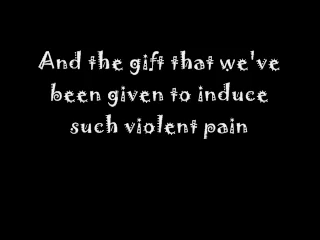 And the gift that we've
been given to induce
such violent pain